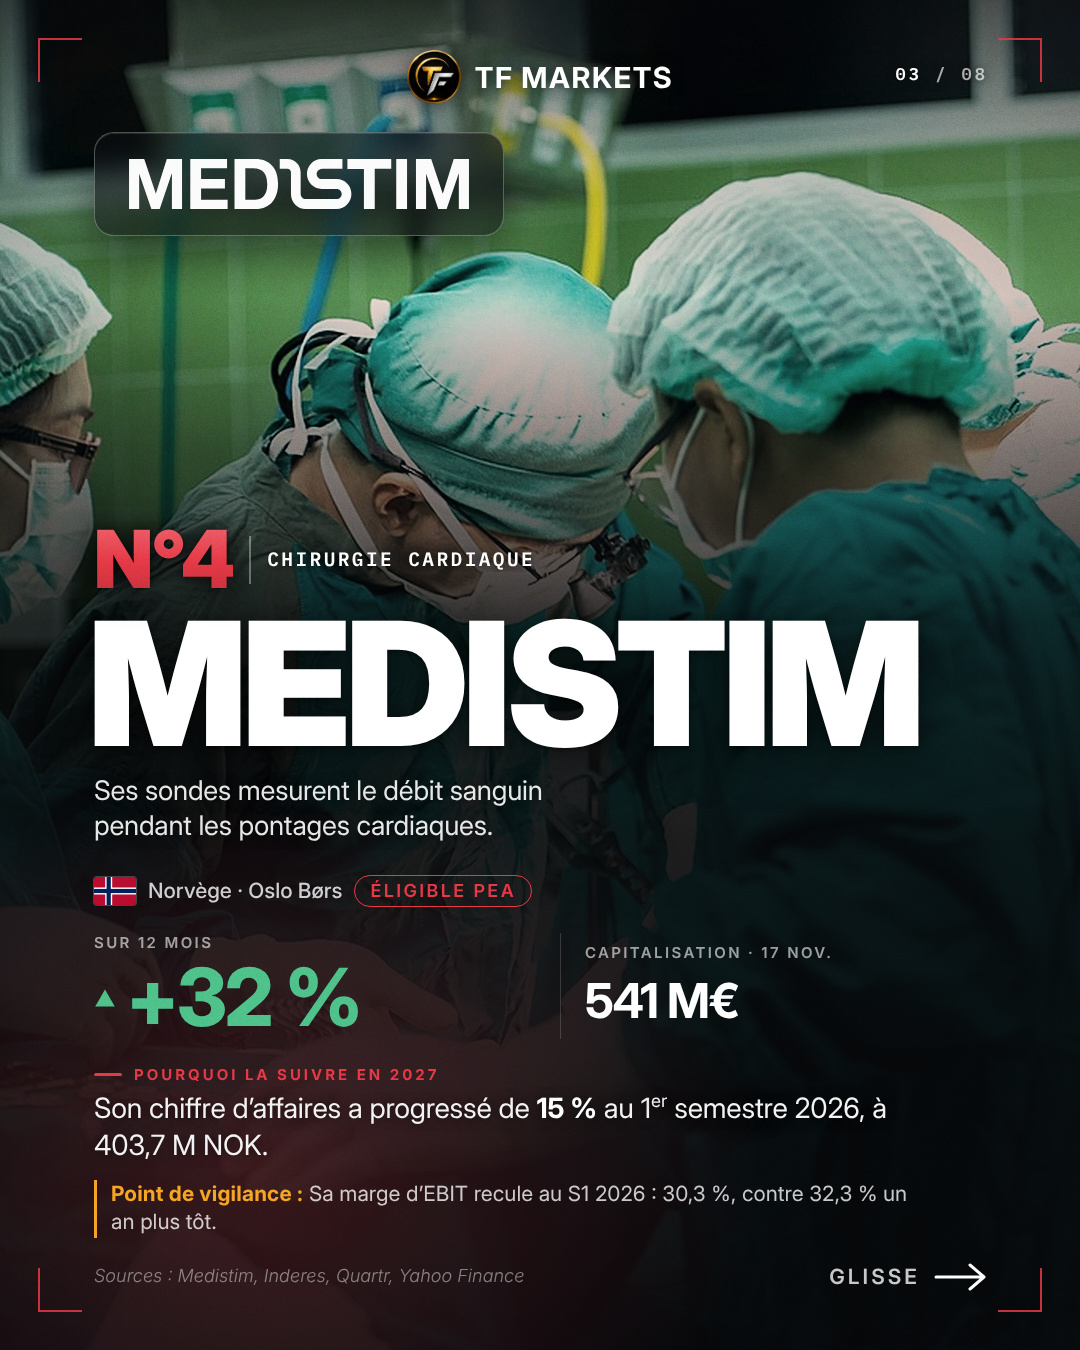 TF MARKETS
03 / 08
MEDISTIM
N°4
CHIRURGIE CARDIAQUE
MEDISTIM
Ses sondes mesurent le débit sanguin
pendant les pontages cardiaques.
Norvège · Oslo Børs
ÉLIGIBLE PEA
SUR 12 MOIS
▲ +32 %
CAPITALISATION · 17 NOV.
541 M€
POURQUOI LA SUIVRE EN 2027
Son chiffre d’affaires a progressé de 15 % au 1er semestre 2026, à
403,7 M NOK.
Point de vigilance : Sa marge d’EBIT recule au S1 2026 : 30,3 %, contre 32,3 % un
an plus tôt.
Sources : Medistim, Inderes, Quartr, Yahoo Finance
GLISSE →